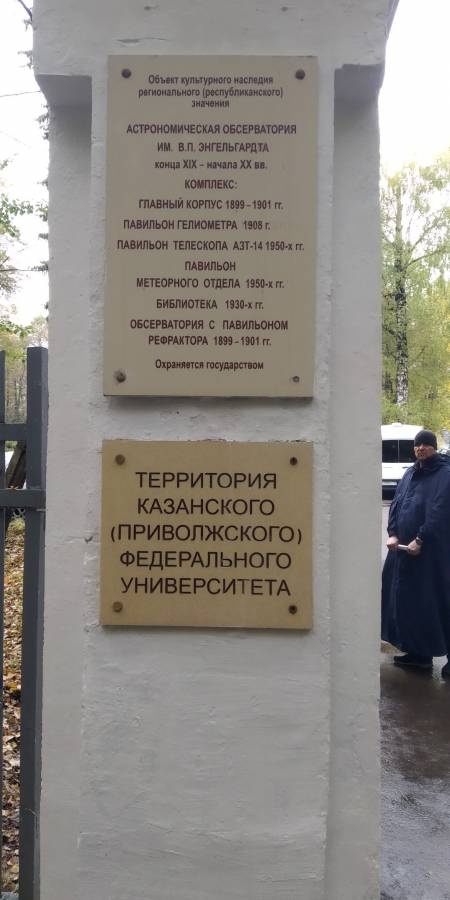 Объект культурного наследия
регионального (республиканского)
значения
АСТРОНОМИЧЕСКАЯ ОБСЕРВАТОРИЯ
ИМ. В.П. ЭНГЕЛЬГАРДТА
конца XIX – начала XX вв.
КОМПЛЕКС:
ГЛАВНЫЙ КОРПУС 1899 – 1901 гг.
ПАВИЛЬОН ГЕЛИОМЕТРА 1908 г.
ПАВИЛЬОН ТЕЛЕСКОПА АЗТ-14 1950-х гг.
ПАВИЛЬОН
МЕТЕОРНОГО ОТДЕЛА 1950-х гг.
БИБЛИОТЕКА 1930-х гг.
ОБСЕРВАТОРИЯ С ПАВИЛЬОНОМ
РЕФРАКТОРА 1899 – 1901 гг.
Охраняется государством
ТЕРРИТОРИЯ
КАЗАНСКОГО
(ПРИВОЛЖСКОГО)
ФЕДЕРАЛЬНОГО
УНИВЕРСИТЕТА